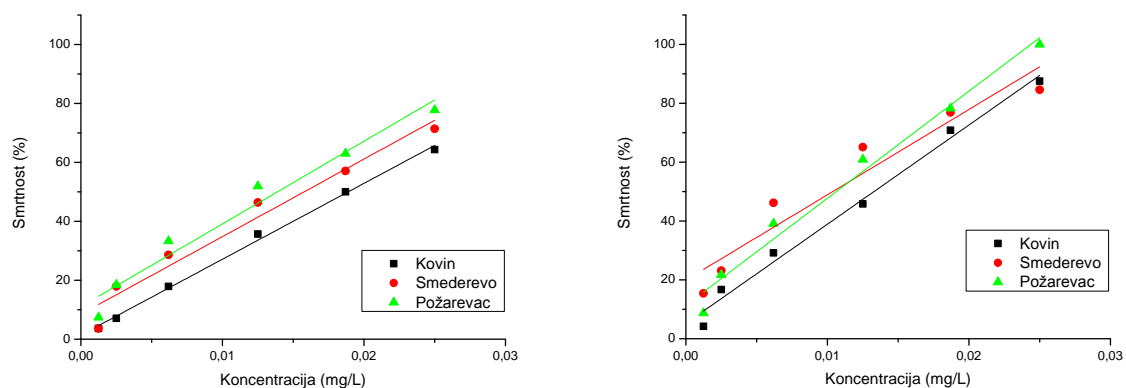 100
80
60
40
20
0
Smrtnost (%)
Kovin
Smederevo
Požarevac
0,00
0,01
0,02
0,03
Koncentracija (mg/L)
100
80
60
40
20
0
Smrtnost (%)
Kovin
Smederevo
Požarevac
0,00
0,01
0,02
0,03
Koncentracija (mg/L)